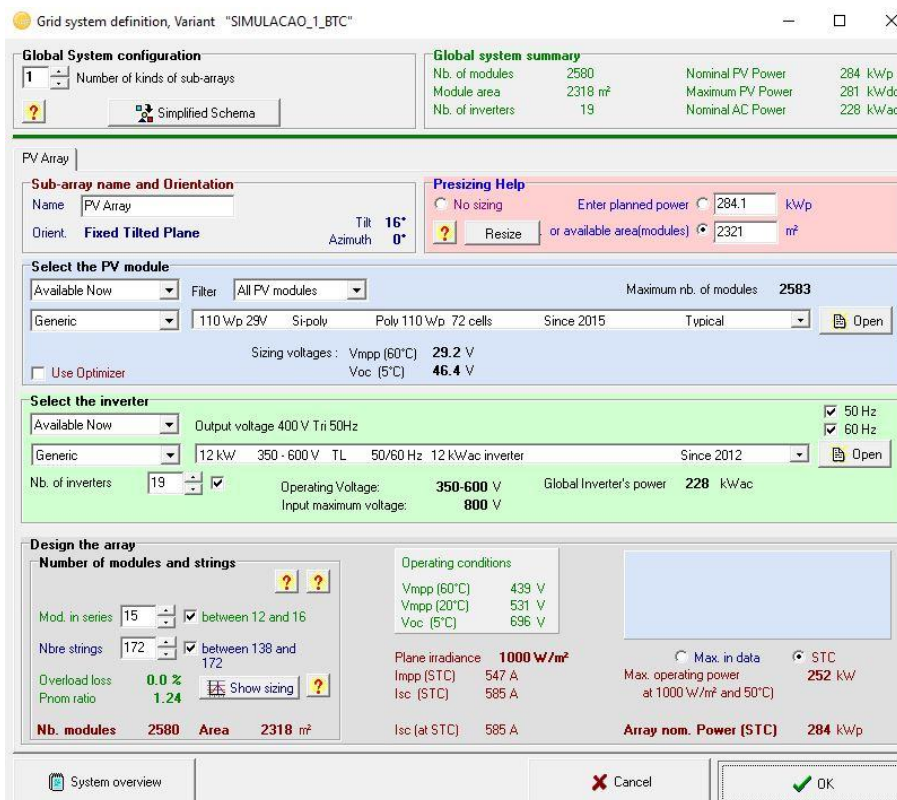 Grid system definition, Variant "SIMULACAO_1_BTC"
Global System configuration
1 Number of kinds of sub-arrays
? Simplified Schema
Global system summary
Nb. of modules 2580 Nominal PV Power 284 kWp
Module area 2318 m² Maximum PV Power 281 kWdc
Nb. of inverters 19 Nominal AC Power 228 kWac
PV Array
Sub-array name and Orientation
Name PV Array
Orient. Fixed Tilted Plane Tilt 16°
Azimuth 0°
Presizing Help
No sizing Enter planned power 284.1 kWp
? Resize or available area(modules) 2321 m²
Select the PV module
Available Now Filter All PV modules Maximum nb. of modules 2583
Generic 110 Wp 29V Si-poly Poly 110 Wp 72 cells Since 2015 Typical Open
Sizing voltages : Vmpp (60°C) 29.2 V
Use Optimizer Voc (5°C) 46.4 V
Select the inverter
50 Hz
Available Now Output voltage 400 V Tri 50Hz 60 Hz
Generic 12 kW 350 - 600 V TL 50/60 Hz 12 kWac inverter Since 2012 Open
Nb. of inverters 19 Operating Voltage: 350-600 V Global Inverter's power 228 kWac
Input maximum voltage: 800 V
Design the array
Number of modules and strings
? ?
Mod. in series 15 between 12 and 16
Nbre strings 172 between 138 and
172
Overload loss 0.0 %
Pnom ratio 1.24 Show sizing ?
Nb. modules 2580 Area 2318 m²
Operating conditions
Vmpp (60°C) 439 V
Vmpp (20°C) 531 V
Voc (5°C) 696 V
Plane irradiance 1000 W/m²
Impp (STC) 547 A
Isc (STC) 585 A
Isc (at STC) 585 A
Max. in data STC
Max. operating power 252 kW
at 1000 W/m² and 50°C)
Array nom. Power (STC) 284 kWp
System overview Cancel OK